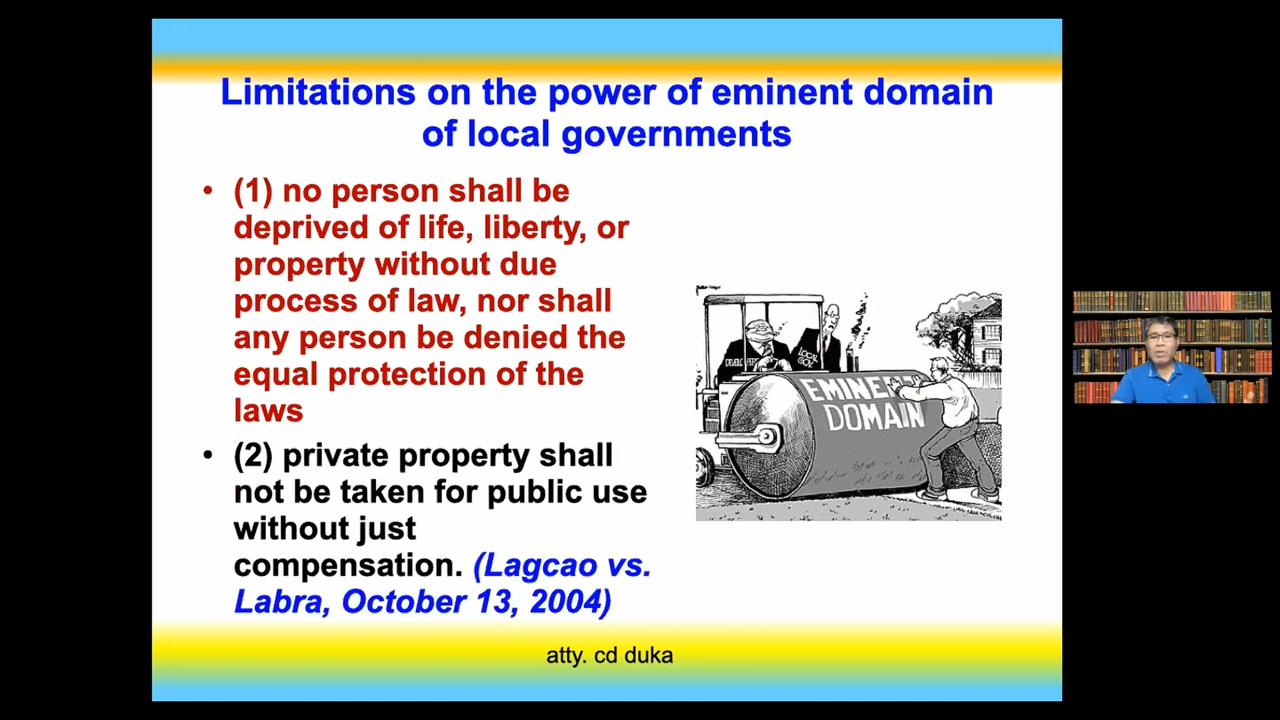 Limitations on the power of eminent domain
of local governments
• (1) no person shall be
deprived of life, liberty, or
property without due
process of law, nor shall
any person be denied the
equal protection of the
laws
• (2) private property shall
not be taken for public use
without just
compensation. (Lagcao vs.
Labra, October 13, 2004)
LOCAL
GOV.
DOMAIN
atty. cd duka